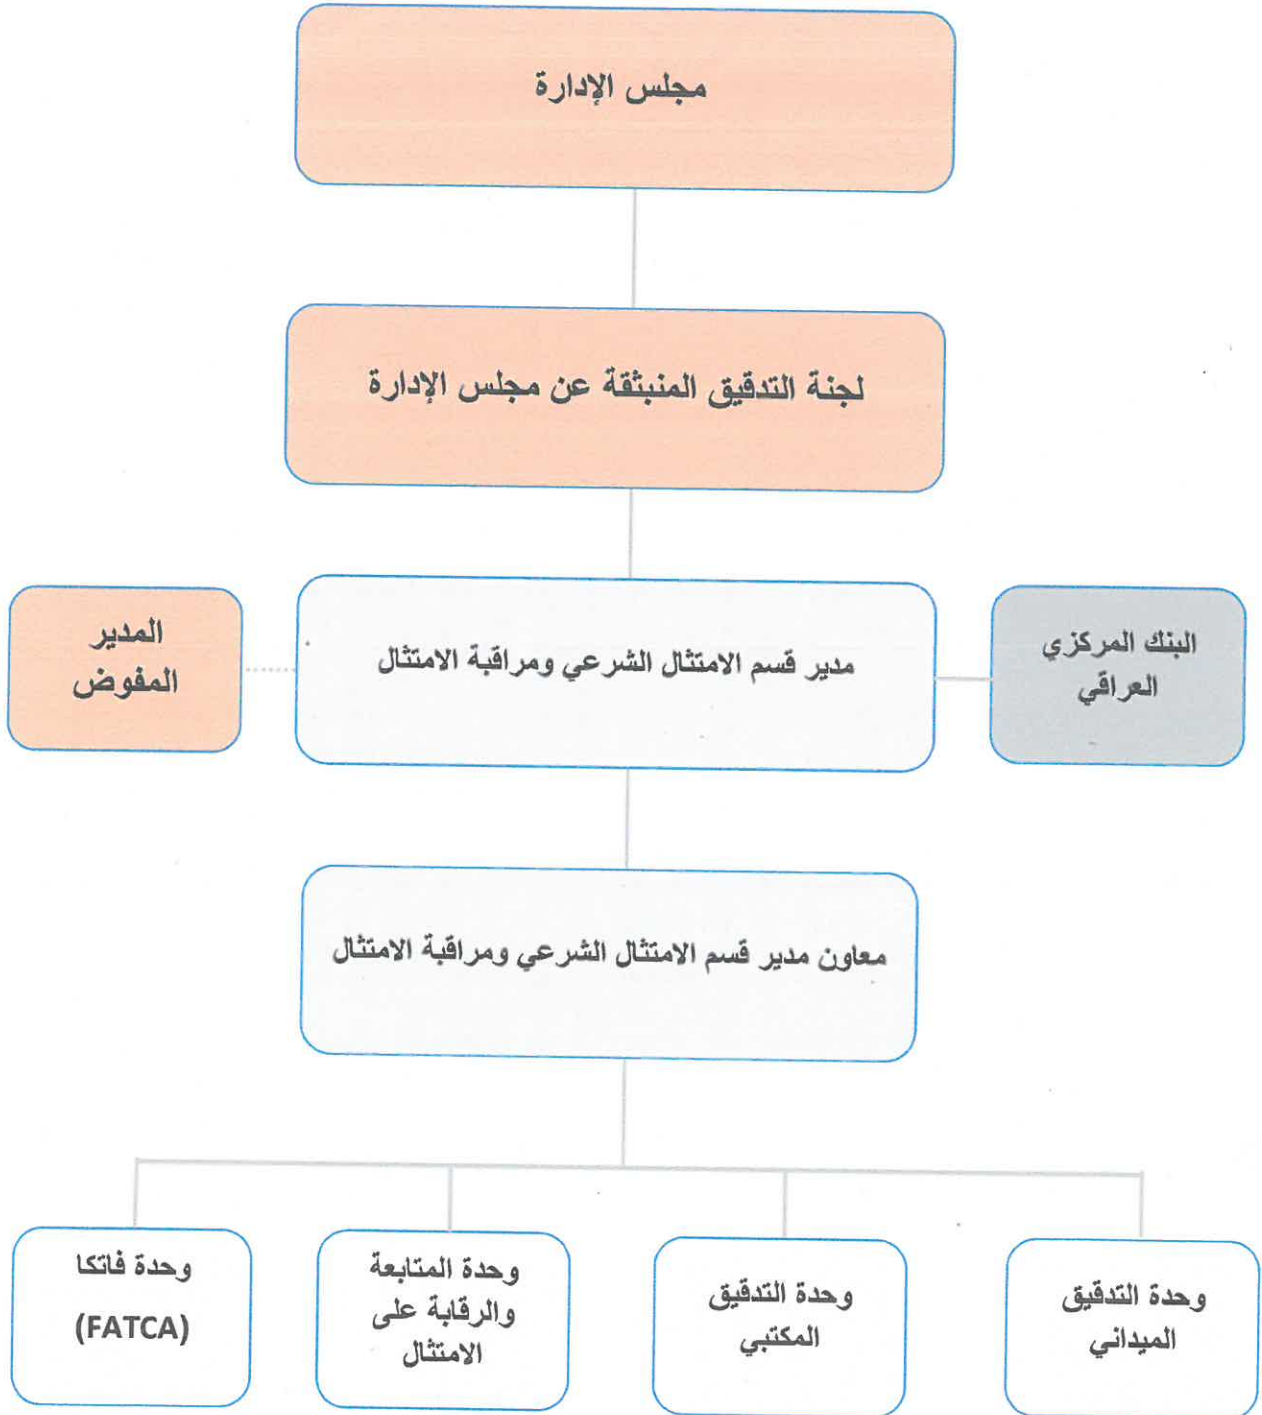 مجلس الإدارة
لجنة التدقيق المنبثقة عن مجلس الإدارة
البنك المركزي
العراقي
مدير قسم الامتثال الشرعي ومراقبة الامتثال
المدير
المفوض
معاون مدير قسم الامتثال الشرعي ومراقبة الامتثال
وحدة التدقيق
الميداني
وحدة التدقيق
المكتبي
وحدة المتابعة
والرقابة على
الامتثال
وحدة فاتكا
(FATCA)